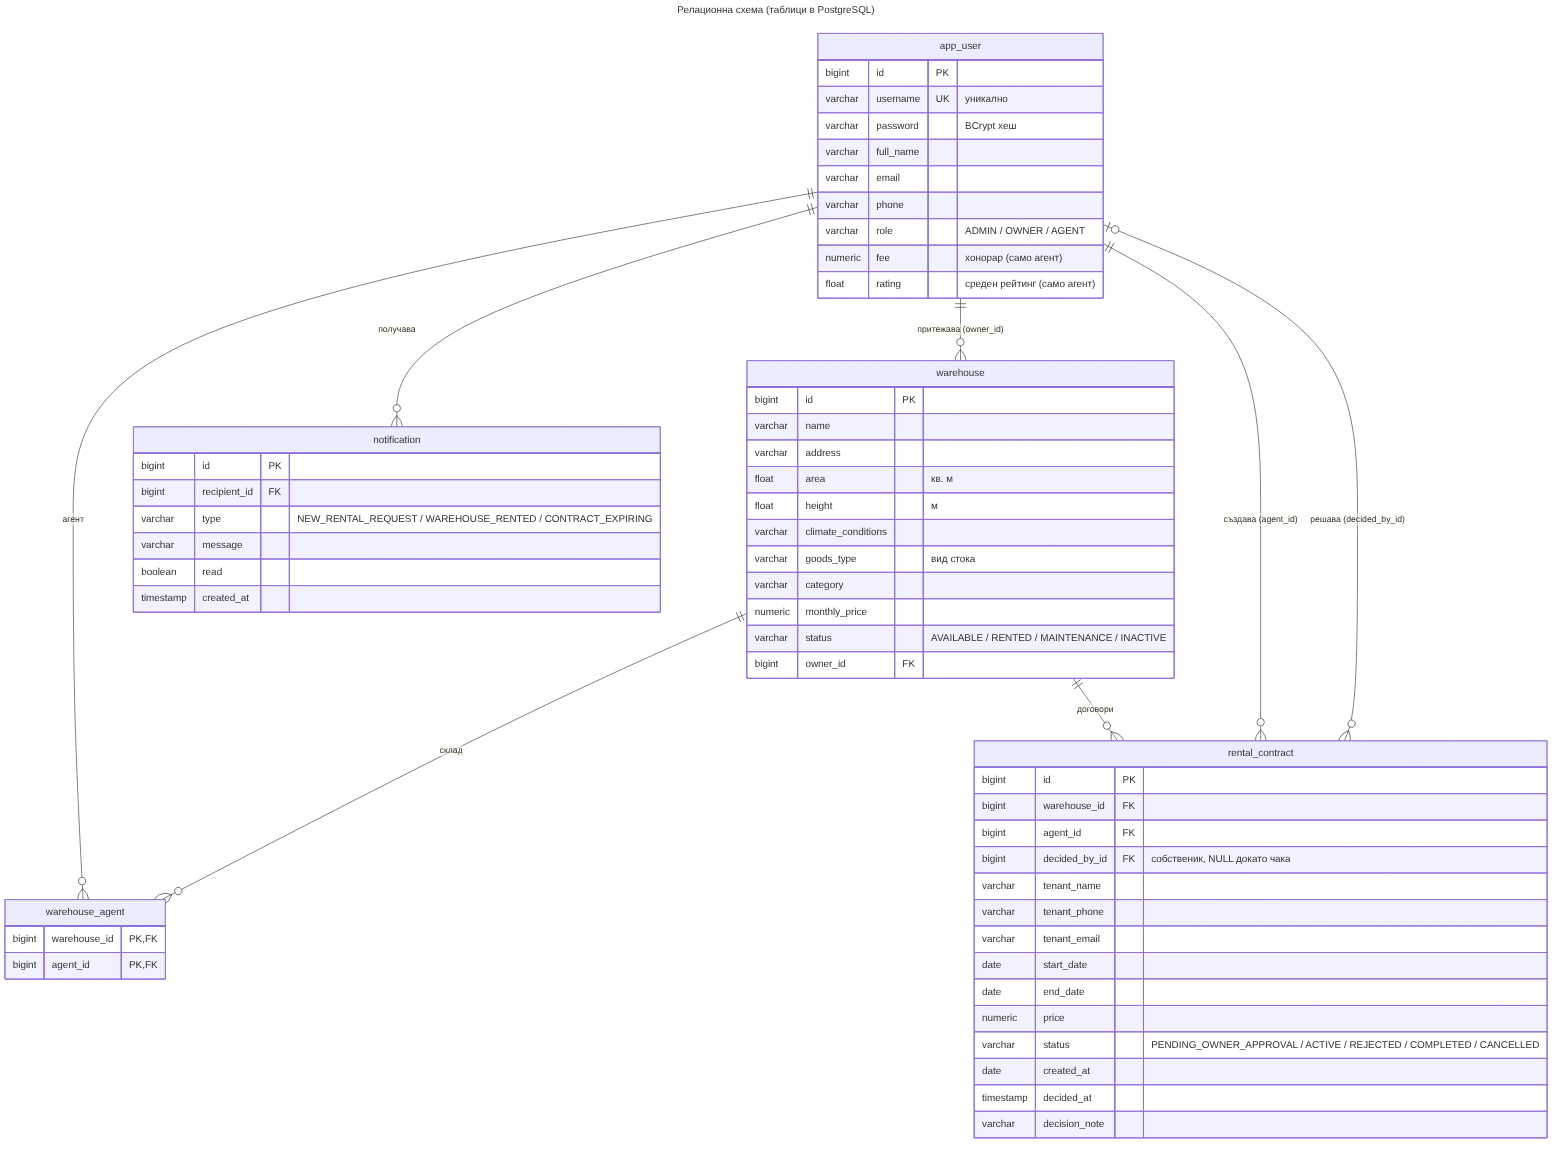 Релационна схема (таблици в PostgreSQL)
app_user
bigint id PK
varchar username UK уникално
varchar password BCrypt хеш
varchar full_name
varchar email
varchar phone
varchar role ADMIN / OWNER / AGENT
numeric fee хонорар (само агент)
float rating среден рейтинг (само агент)
получава
притежава (owner_id)
агент
създава (agent_id)
решава (decided_by_id)
warehouse
bigint id PK
varchar name
varchar address
float area кв. м
float height м
varchar climate_conditions
varchar goods_type вид стока
varchar category
numeric monthly_price
varchar status AVAILABLE / RENTED / MAINTENANCE / INACTIVE
bigint owner_id FK
notification
bigint id PK
bigint recipient_id FK
varchar type NEW_RENTAL_REQUEST / WAREHOUSE_RENTED / CONTRACT_EXPIRING
varchar message
boolean read
timestamp created_at
договори
склад
rental_contract
bigint id PK
bigint warehouse_id FK
bigint agent_id FK
bigint decided_by_id FK собственик, NULL докато чака
varchar tenant_name
varchar tenant_phone
varchar tenant_email
date start_date
date end_date
numeric price
varchar status PENDING_OWNER_APPROVAL / ACTIVE / REJECTED / COMPLETED / CANCELLED
date created_at
timestamp decided_at
varchar decision_note
warehouse_agent
bigint warehouse_id PK,FK
bigint agent_id PK,FK